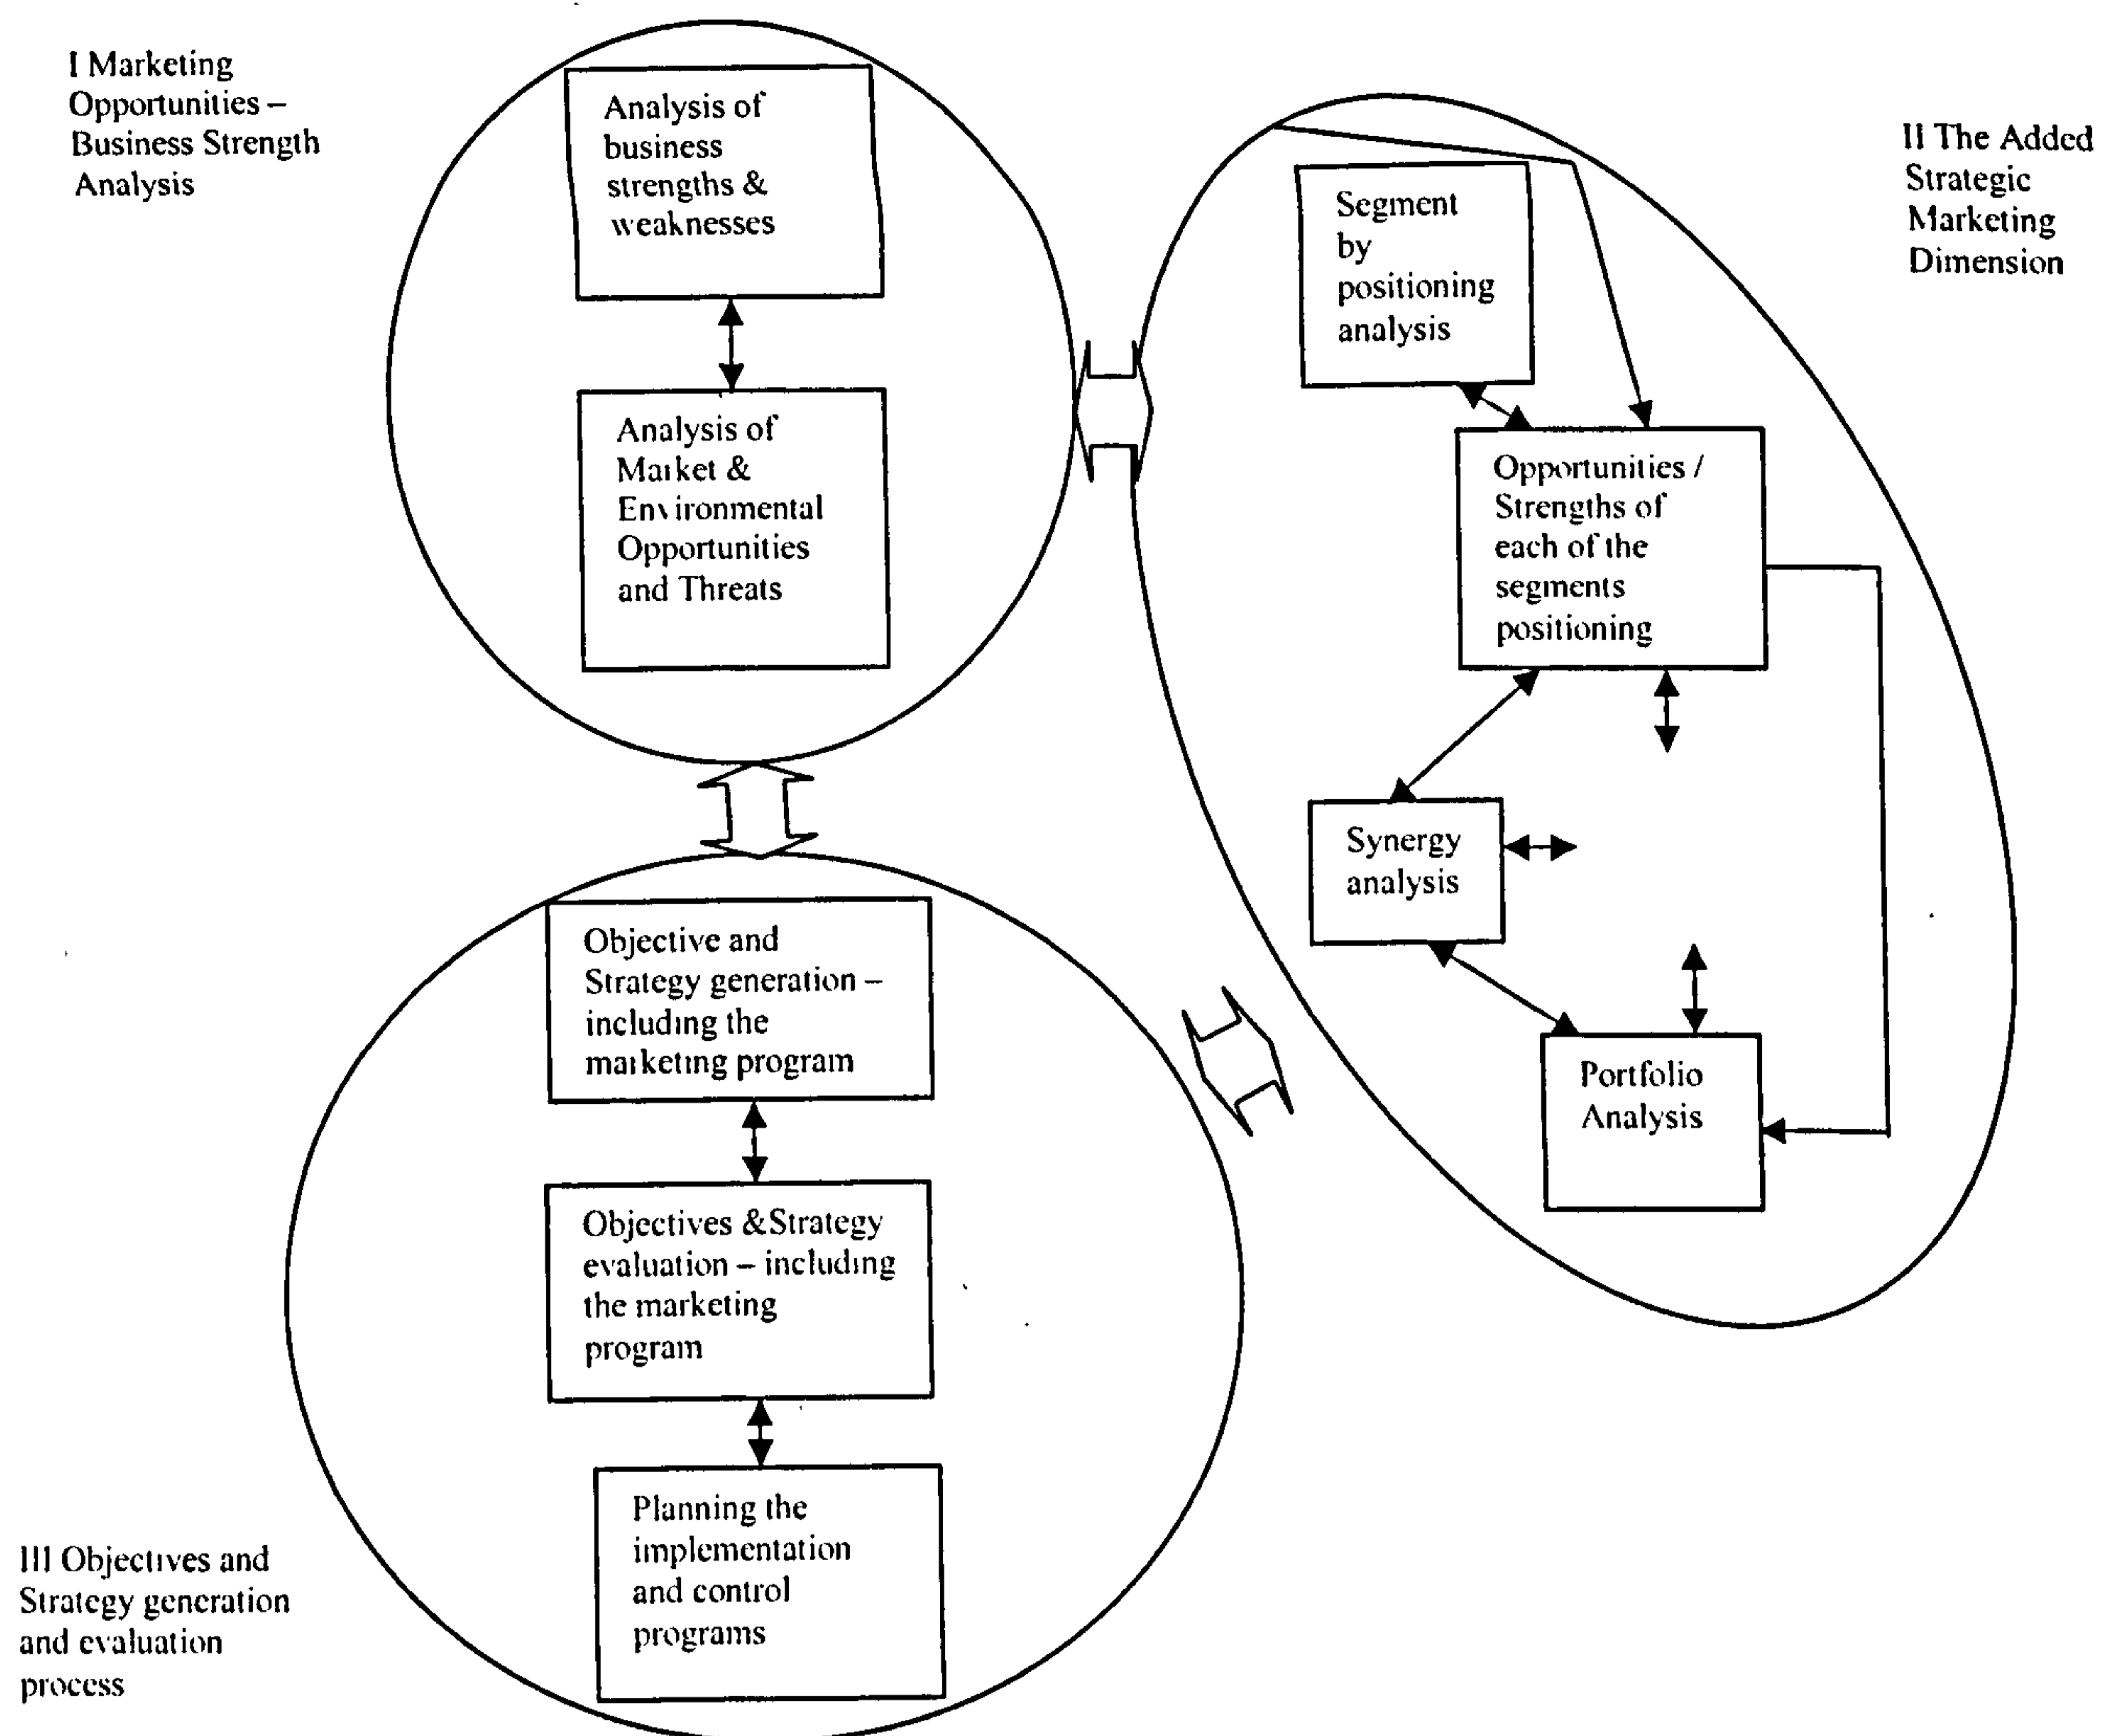 I Marketing
Opportunities –
Business Strength
Analysis
Analysis of
business
strengths &
weaknesses
Analysis of
Market &
Environmental
Opportunities
and Threats
II The Added
Strategic
Marketing
Dimension
Segment
by
positioning
analysis
Opportunities /
Strengths of
each of the
segments
positioning
Synergy
analysis
Portfolio
Analysis
Objective and
Strategy generation –
including the
marketing program
Objectives &Strategy
evaluation – including
the marketing
program
Planning the
implementation
and control
programs
III Objectives and
Strategy generation
and evaluation
process